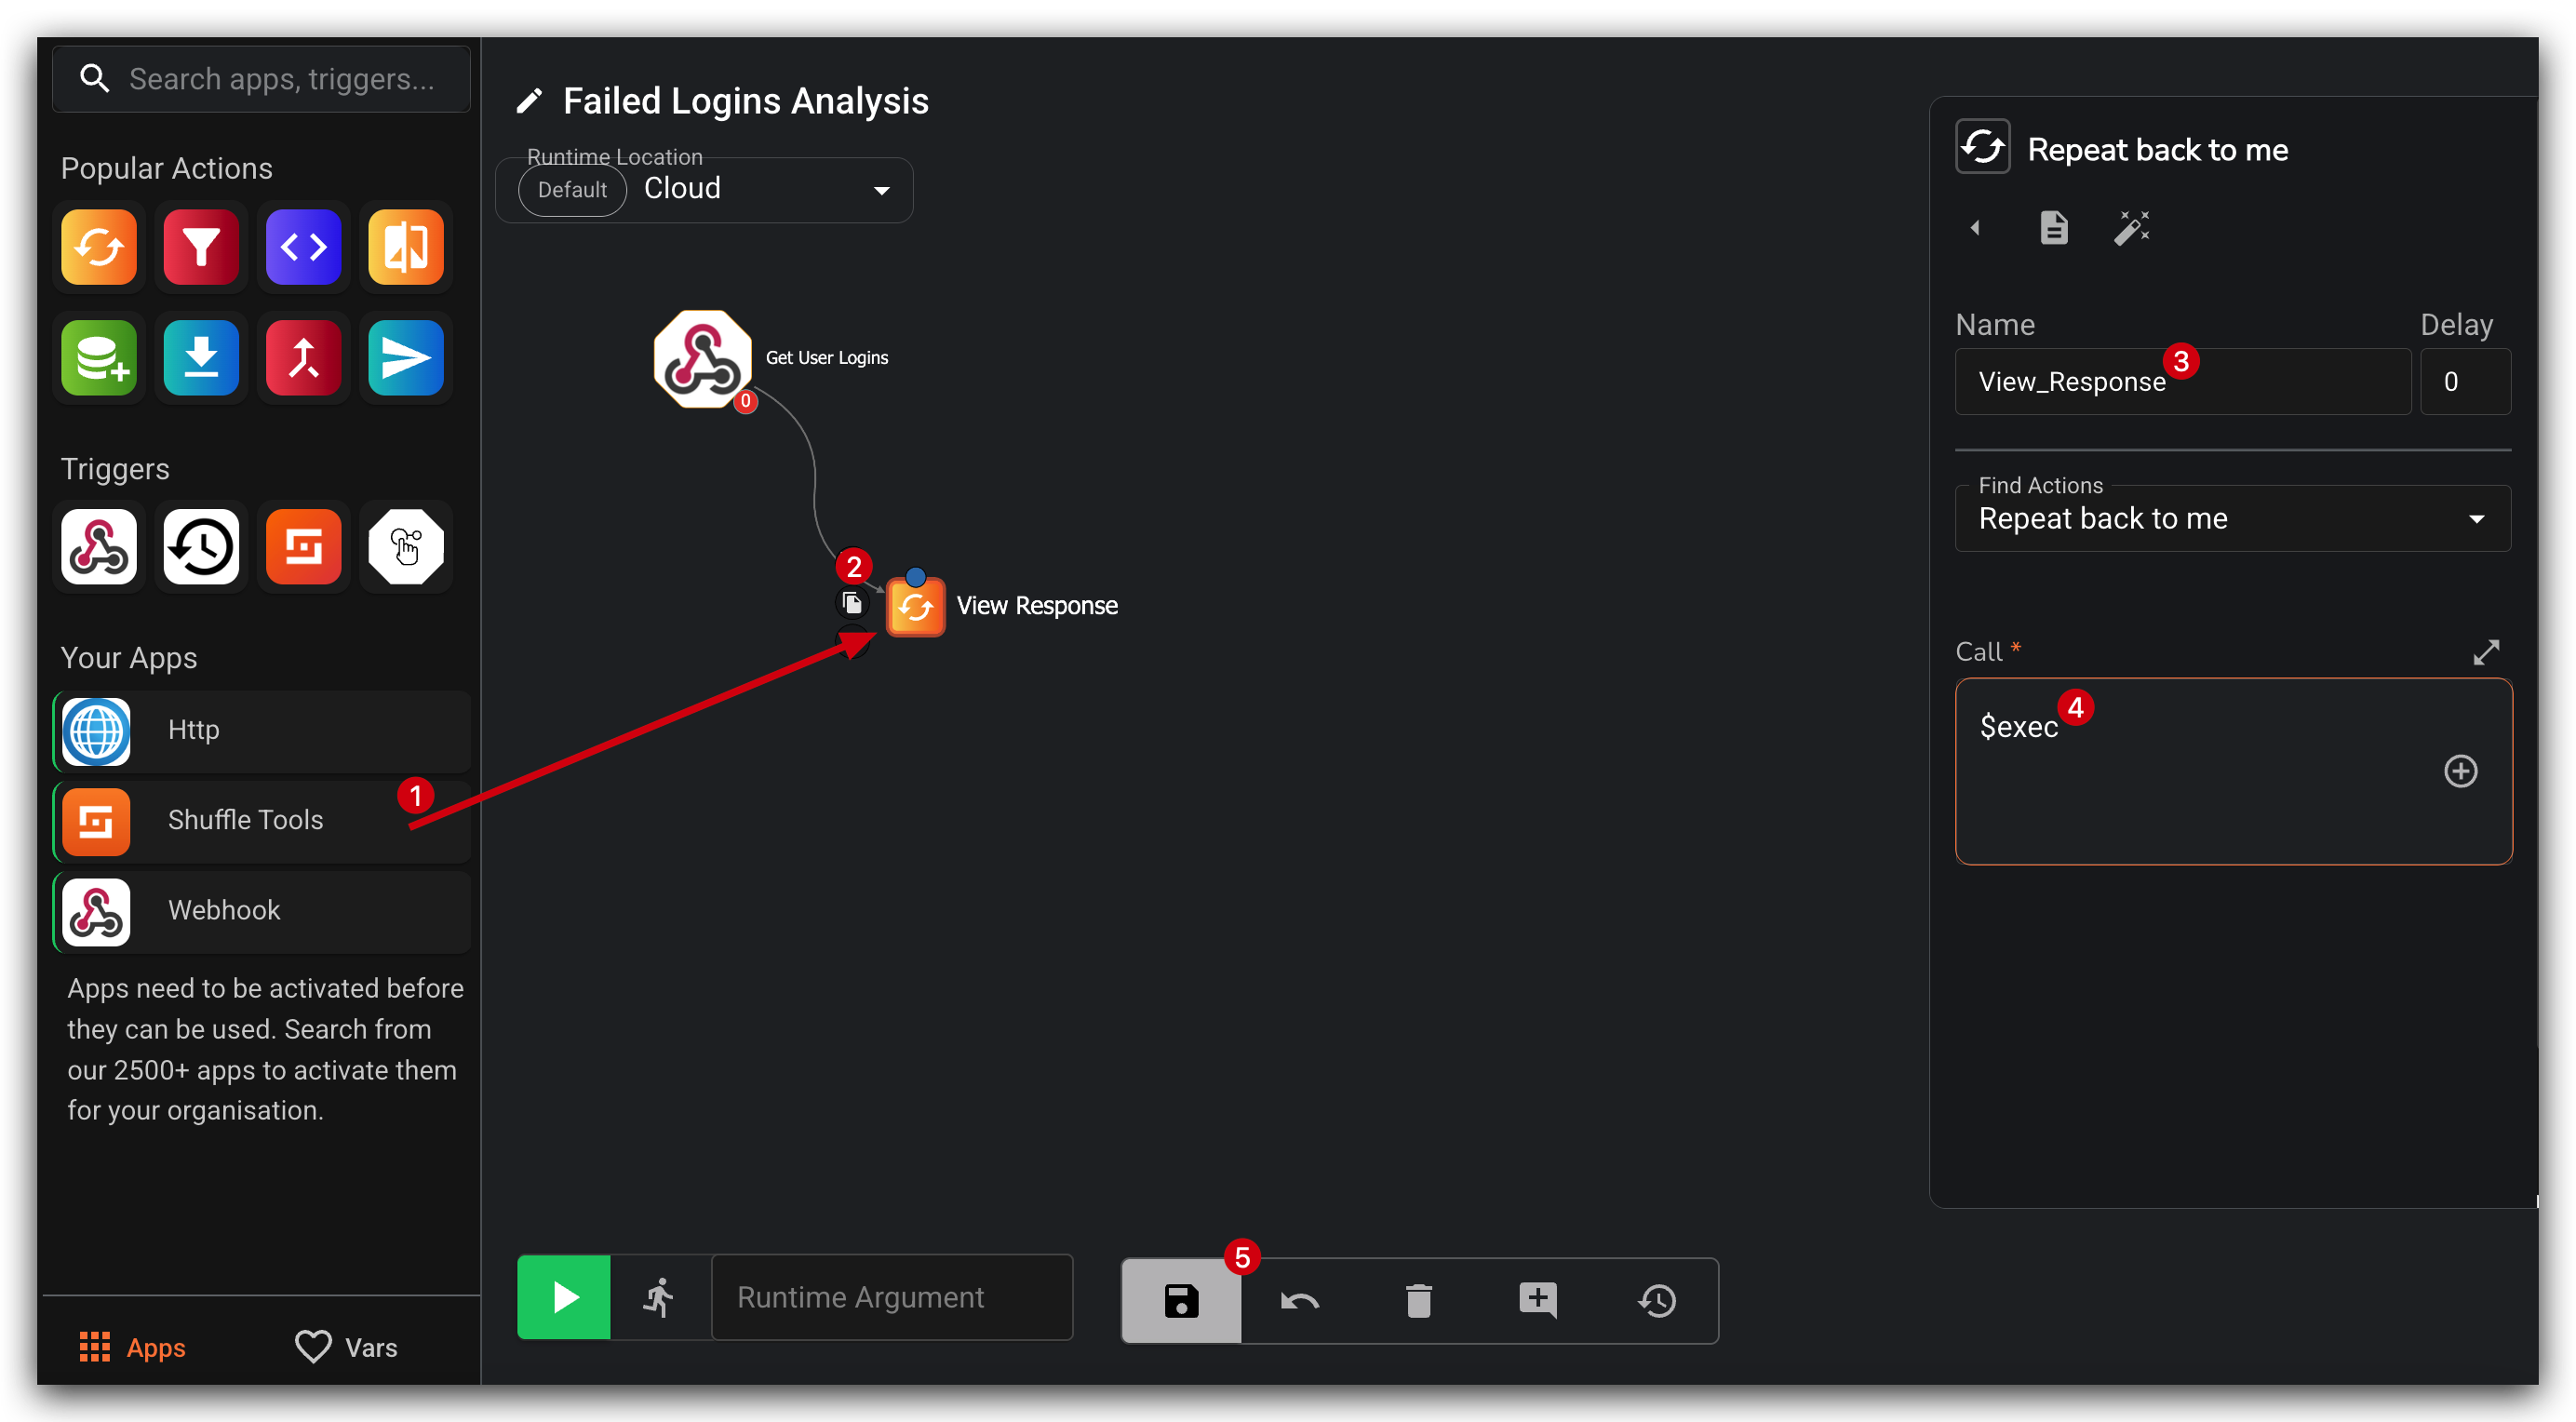 Search apps, triggers...
Popular Actions
Triggers
Your Apps
Http
1
Shuffle Tools
Webhook
Apps need to be activated before
they can be used. Search from
our 2500+ apps to activate them
for your organisation.
Apps
Vars
Failed Logins Analysis
Runtime Location
Default Cloud
Get User Logins
0
2
View Response
Runtime Argument
5
Repeat back to me
Name Delay
View_Response 3 0
Find Actions
Repeat back to me
Call *
$exec 4